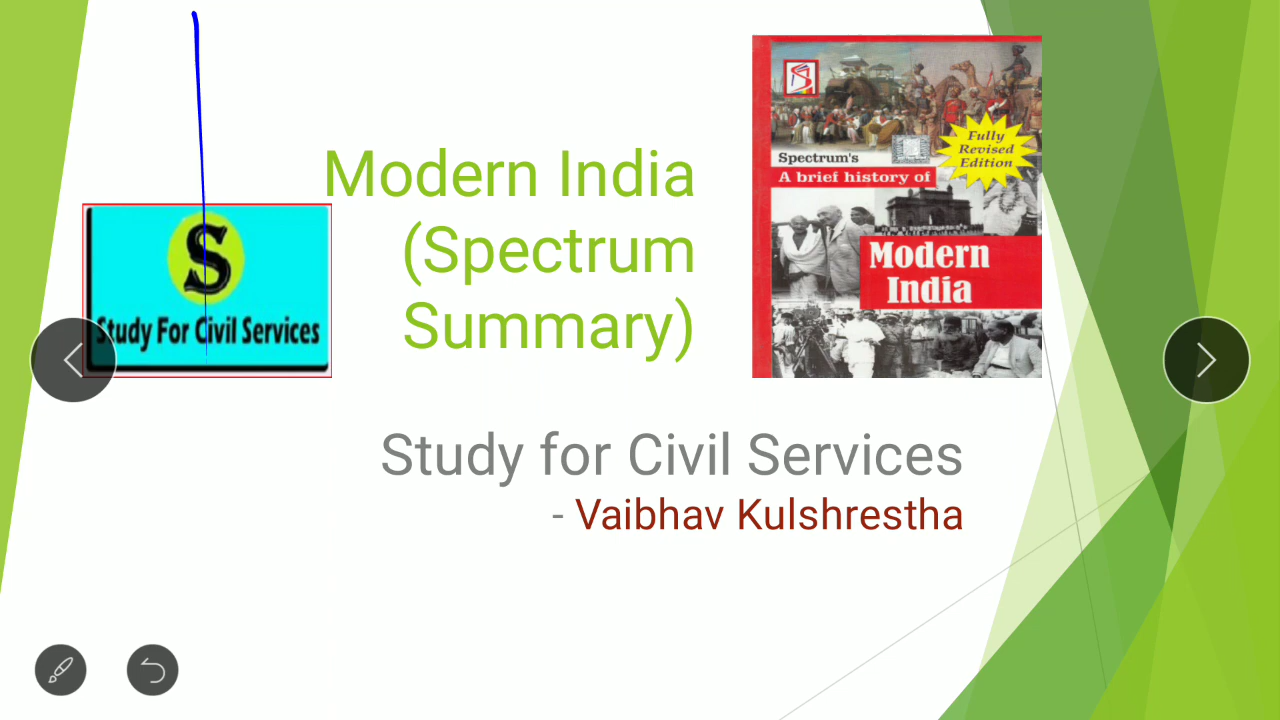 Modern India
(Spectrum
Summary)
S
Study For Civil Services
Spectrum's
A brief history of
Fully
Revised
Edition
Modern
India
Study for Civil Services
- Vaibhav Kulshrestha